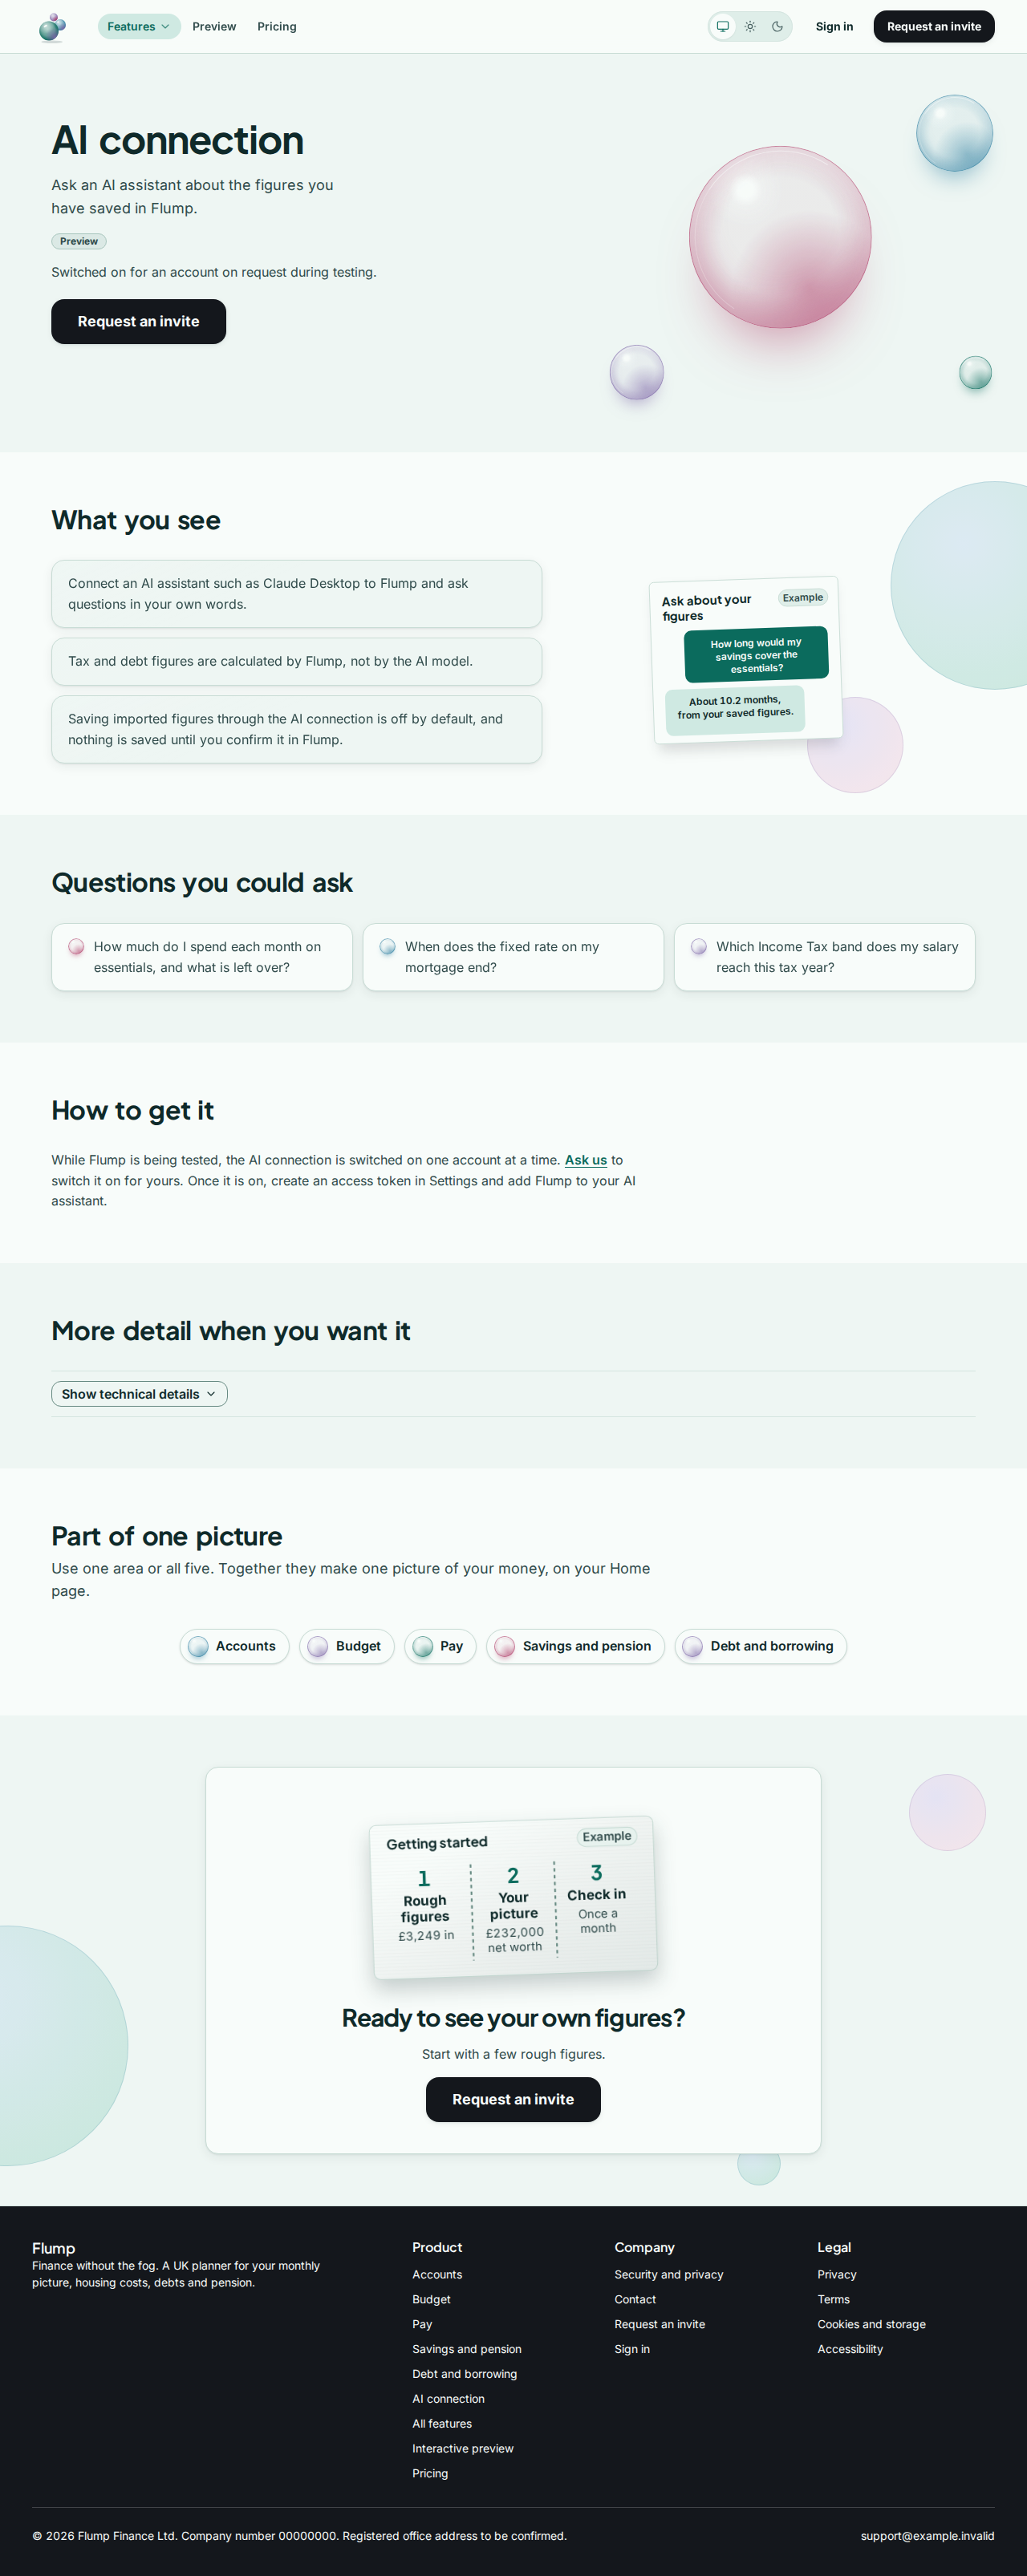 Features
Preview
Pricing
Sign in
Request an invite
AI connection
Ask an AI assistant about the figures you
have saved in Flump.
Preview
Switched on for an account on request during testing.
Request an invite
What you see
Connect an AI assistant such as Claude Desktop to Flump and ask
questions in your own words.
Tax and debt figures are calculated by Flump, not by the AI model.
Saving imported figures through the AI connection is off by default, and
nothing is saved until you confirm it in Flump.
Ask about your
figures
Example
How long would my
savings cover the
essentials?
About 10.2 months,
from your saved figures.
Questions you could ask
How much do I spend each month on
essentials, and what is left over?
When does the fixed rate on my
mortgage end?
Which Income Tax band does my salary
reach this tax year?
How to get it
While Flump is being tested, the AI connection is switched on one account at a time. Ask us to
switch it on for yours. Once it is on, create an access token in Settings and add Flump to your AI
assistant.
More detail when you want it
Show technical details
Part of one picture
Use one area or all five. Together they make one picture of your money, on your Home
page.
Accounts
Budget
Pay
Savings and pension
Debt and borrowing
Getting started
Example
1
Rough
figures
£3,249 in
2
Your
picture
£232,000
net worth
3
Check in
Once a
month
Ready to see your own figures?
Start with a few rough figures.
Request an invite
Flump
Finance without the fog. A UK planner for your monthly
picture, housing costs, debts and pension.
Product
Accounts
Budget
Pay
Savings and pension
Debt and borrowing
AI connection
All features
Interactive preview
Pricing
Company
Security and privacy
Contact
Request an invite
Sign in
Legal
Privacy
Terms
Cookies and storage
Accessibility
© 2026 Flump Finance Ltd. Company number 00000000. Registered office address to be confirmed.
support@example.invalid